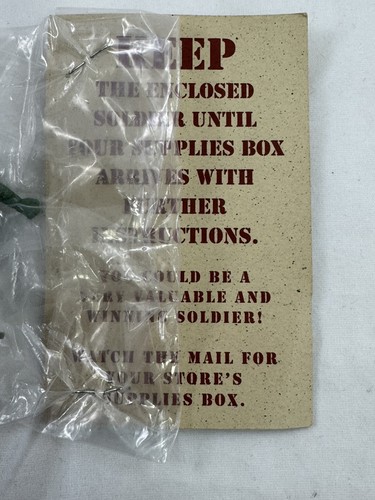 KEEP
THE ENCLOSED
SOLDIER UNTIL
YOUR SUPPLIES BOX
ARRIVES WITH
FURTHER
INSTRUCTIONS.
YOU COULD BE A
VERY VALUABLE AND
WINNING SOLDIER!
WATCH THE MAIL FOR
YOUR STORE'S
SUPPLIES BOX.